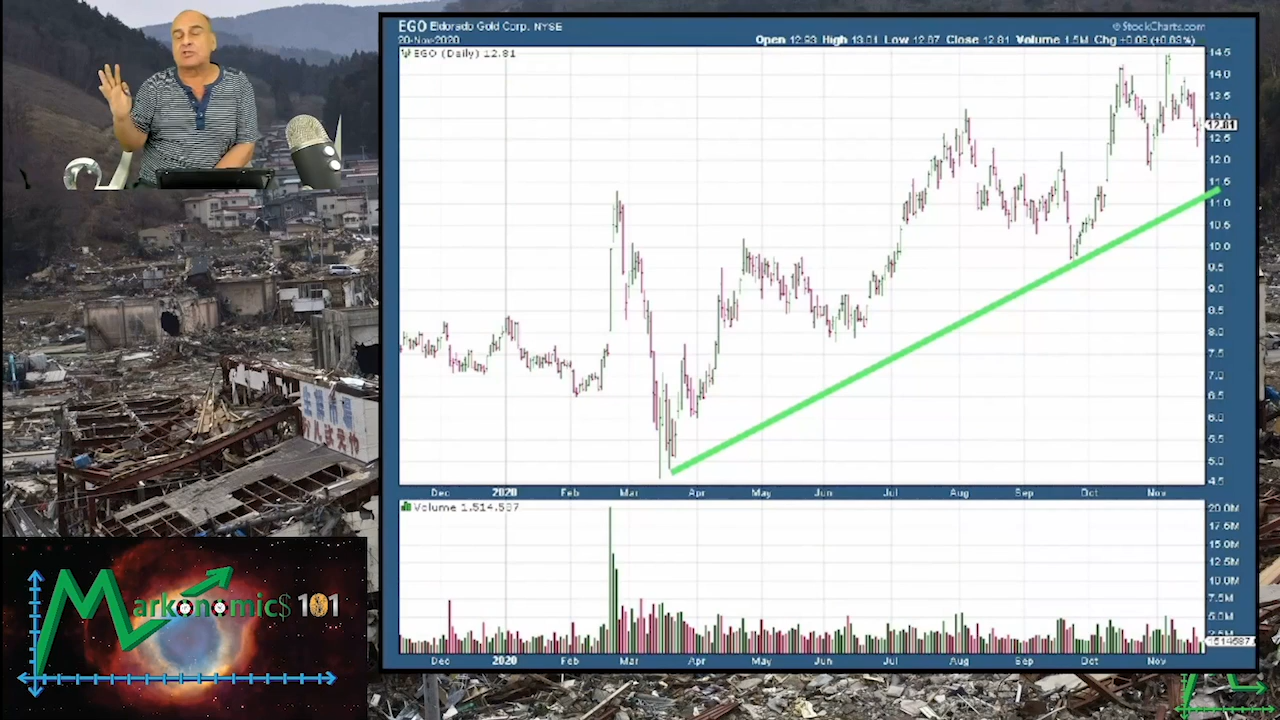 EGO Eldorado Gold Corp. NYSE
© StockCharts.com
20-Nov-2020
Open 12.93 High 13.01 Low 12.67 Close 12.81 Volume 1.5M Chg +0.08 (+0.63%)
EGO (Daily) 12.81
14.5
14.0
13.5
13.0
12.81
12.5
12.0
11.5
11.0
10.5
10.0
9.5
9.0
8.5
8.0
7.5
7.0
6.5
6.0
5.5
5.0
4.5
Dec 2020 Feb Mar Apr May Jun Jul Aug Sep Oct Nov
Volume 1,514,587
20.0M
17.5M
15.0M
12.5M
10.0M
7.5M
5.0M
2.5M
1514587
Dec 2020 Feb Mar Apr May Jun Jul Aug Sep Oct Nov
Markonomic$ 101